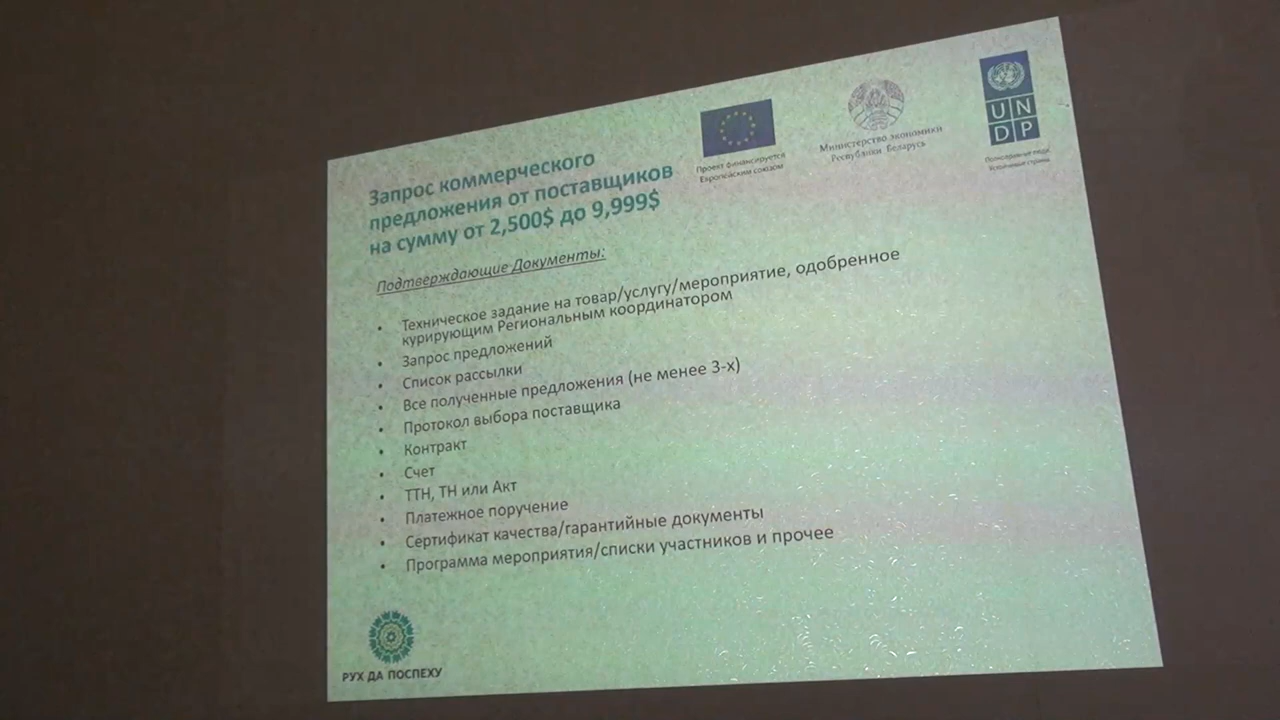 Запрос коммерческого
предложения от поставщиков
на сумму от 2,500$ до 9,999$
Проект финансируется
Европейским союзом
Министерство экономики
Республики Беларусь
U N
D P
Подтверждающие Документы:
• Техническое задание на товар/услугу/мероприятие, одобренное
курирующим Региональным координатором
• Запрос предложений
• Список рассылки
• Все полученные предложения (не менее 3-х)
• Протокол выбора поставщика
• Контракт
• Счет
• ТТН, ТН или Акт
• Платежное поручение
• Сертификат качества/гарантийные документы
• Программа мероприятия/списки участников и прочее
РУХ ДА ПОСПЕХУ